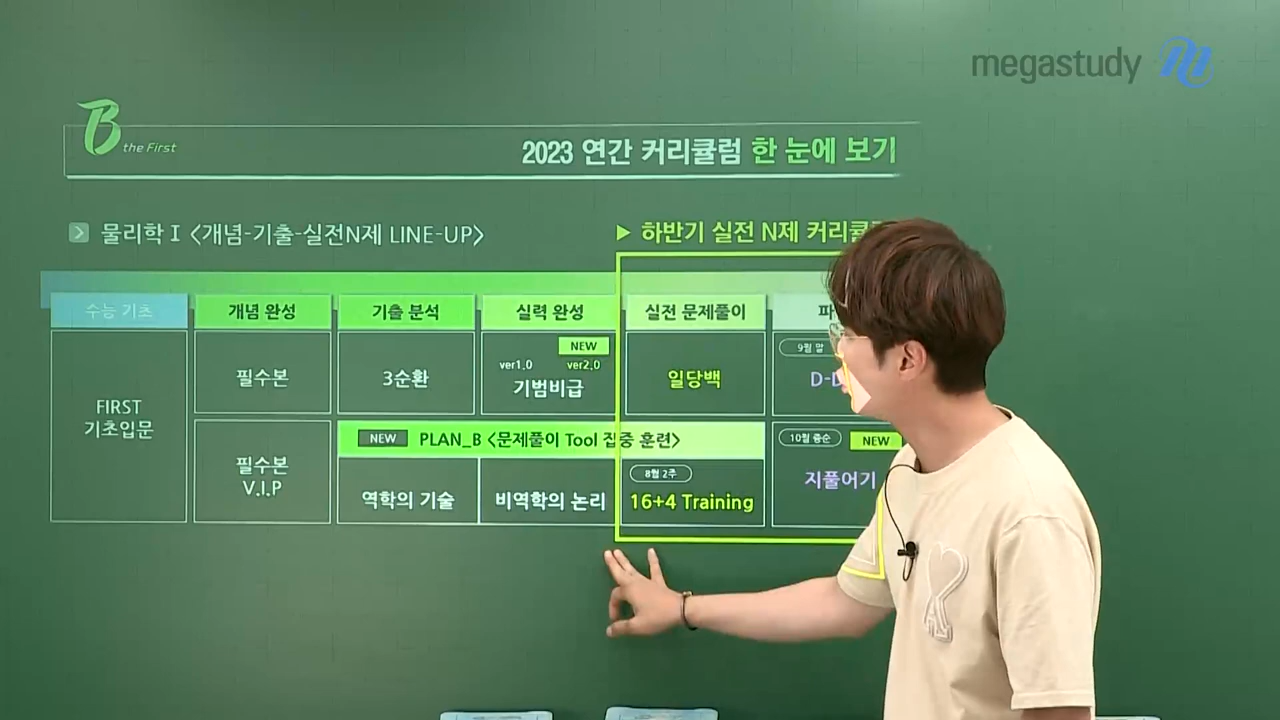 megastudy
B
the First
2023 연간 커리큘럼 한 눈에 보기
물리학 I <개념-기출-실전N제 LINE-UP>
▶ 하반기 실전 N제
수능 기초
개념 완성
기출 분석
실력 완성
실전 문제풀이
FIRST
기초입문
필수본
3순환
NEW
ver1.0 ver2.0
기범비급
일당백
9월 말
필수본
V.I.P
NEW PLAN_B <문제풀이 Tool 집중 훈련>
역학의 기술
비역학의 논리
8월 2주
16+4 Training
10월 중순 NEW
지풀어기